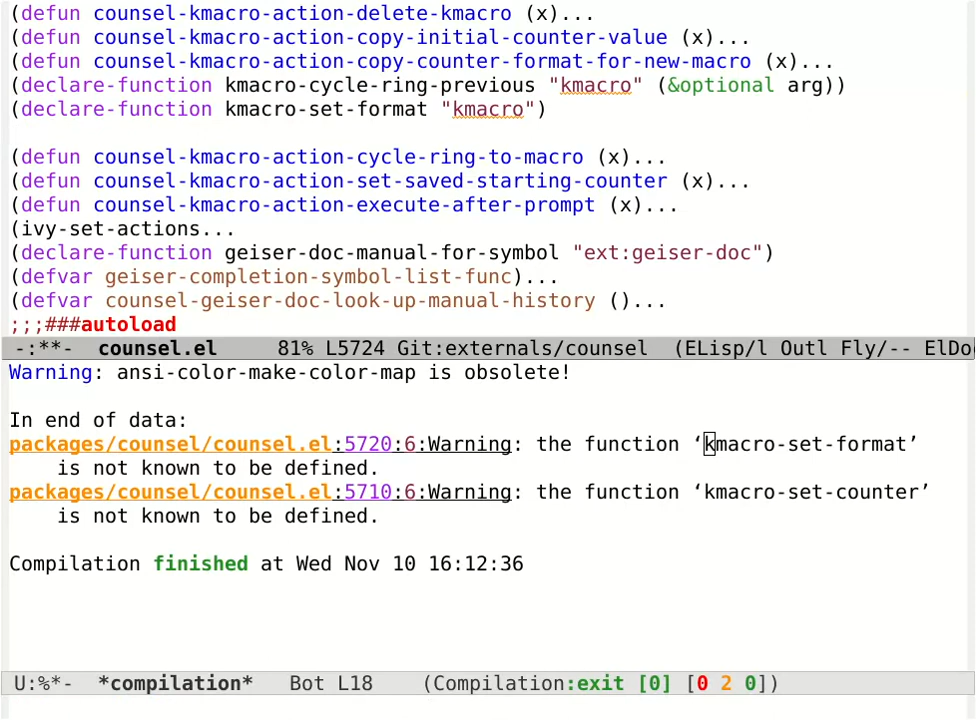 (defun counsel-kmacro-action-delete-kmacro (x)...
(defun counsel-kmacro-action-copy-initial-counter-value (x)...
(defun counsel-kmacro-action-copy-counter-format-for-new-macro (x)...
(declare-function kmacro-cycle-ring-previous "kmacro" (&optional arg))
(declare-function kmacro-set-format "kmacro")
(defun counsel-kmacro-action-cycle-ring-to-macro (x)...
(defun counsel-kmacro-action-set-saved-starting-counter (x)...
(defun counsel-kmacro-action-execute-after-prompt (x)...
(ivy-set-actions...
(declare-function geiser-doc-manual-for-symbol "ext:geiser-doc")
(defvar geiser-completion-symbol-list-func)...
(defvar counsel-geiser-doc-look-up-manual-history ()...
;;;###autoload
-:**-  counsel.el     81% L5724 Git:externals/counsel  (ELisp/l Outl Fly/-- ElDo
Warning: ansi-color-make-color-map is obsolete!
In end of data:
packages/counsel/counsel.el:5720:6:Warning: the function ‘kmacro-set-format’
is not known to be defined.
packages/counsel/counsel.el:5710:6:Warning: the function ‘kmacro-set-counter’
is not known to be defined.
Compilation finished at Wed Nov 10 16:12:36
U:%*-  *compilation*   Bot L18    (Compilation:exit [0] [0 2 0])